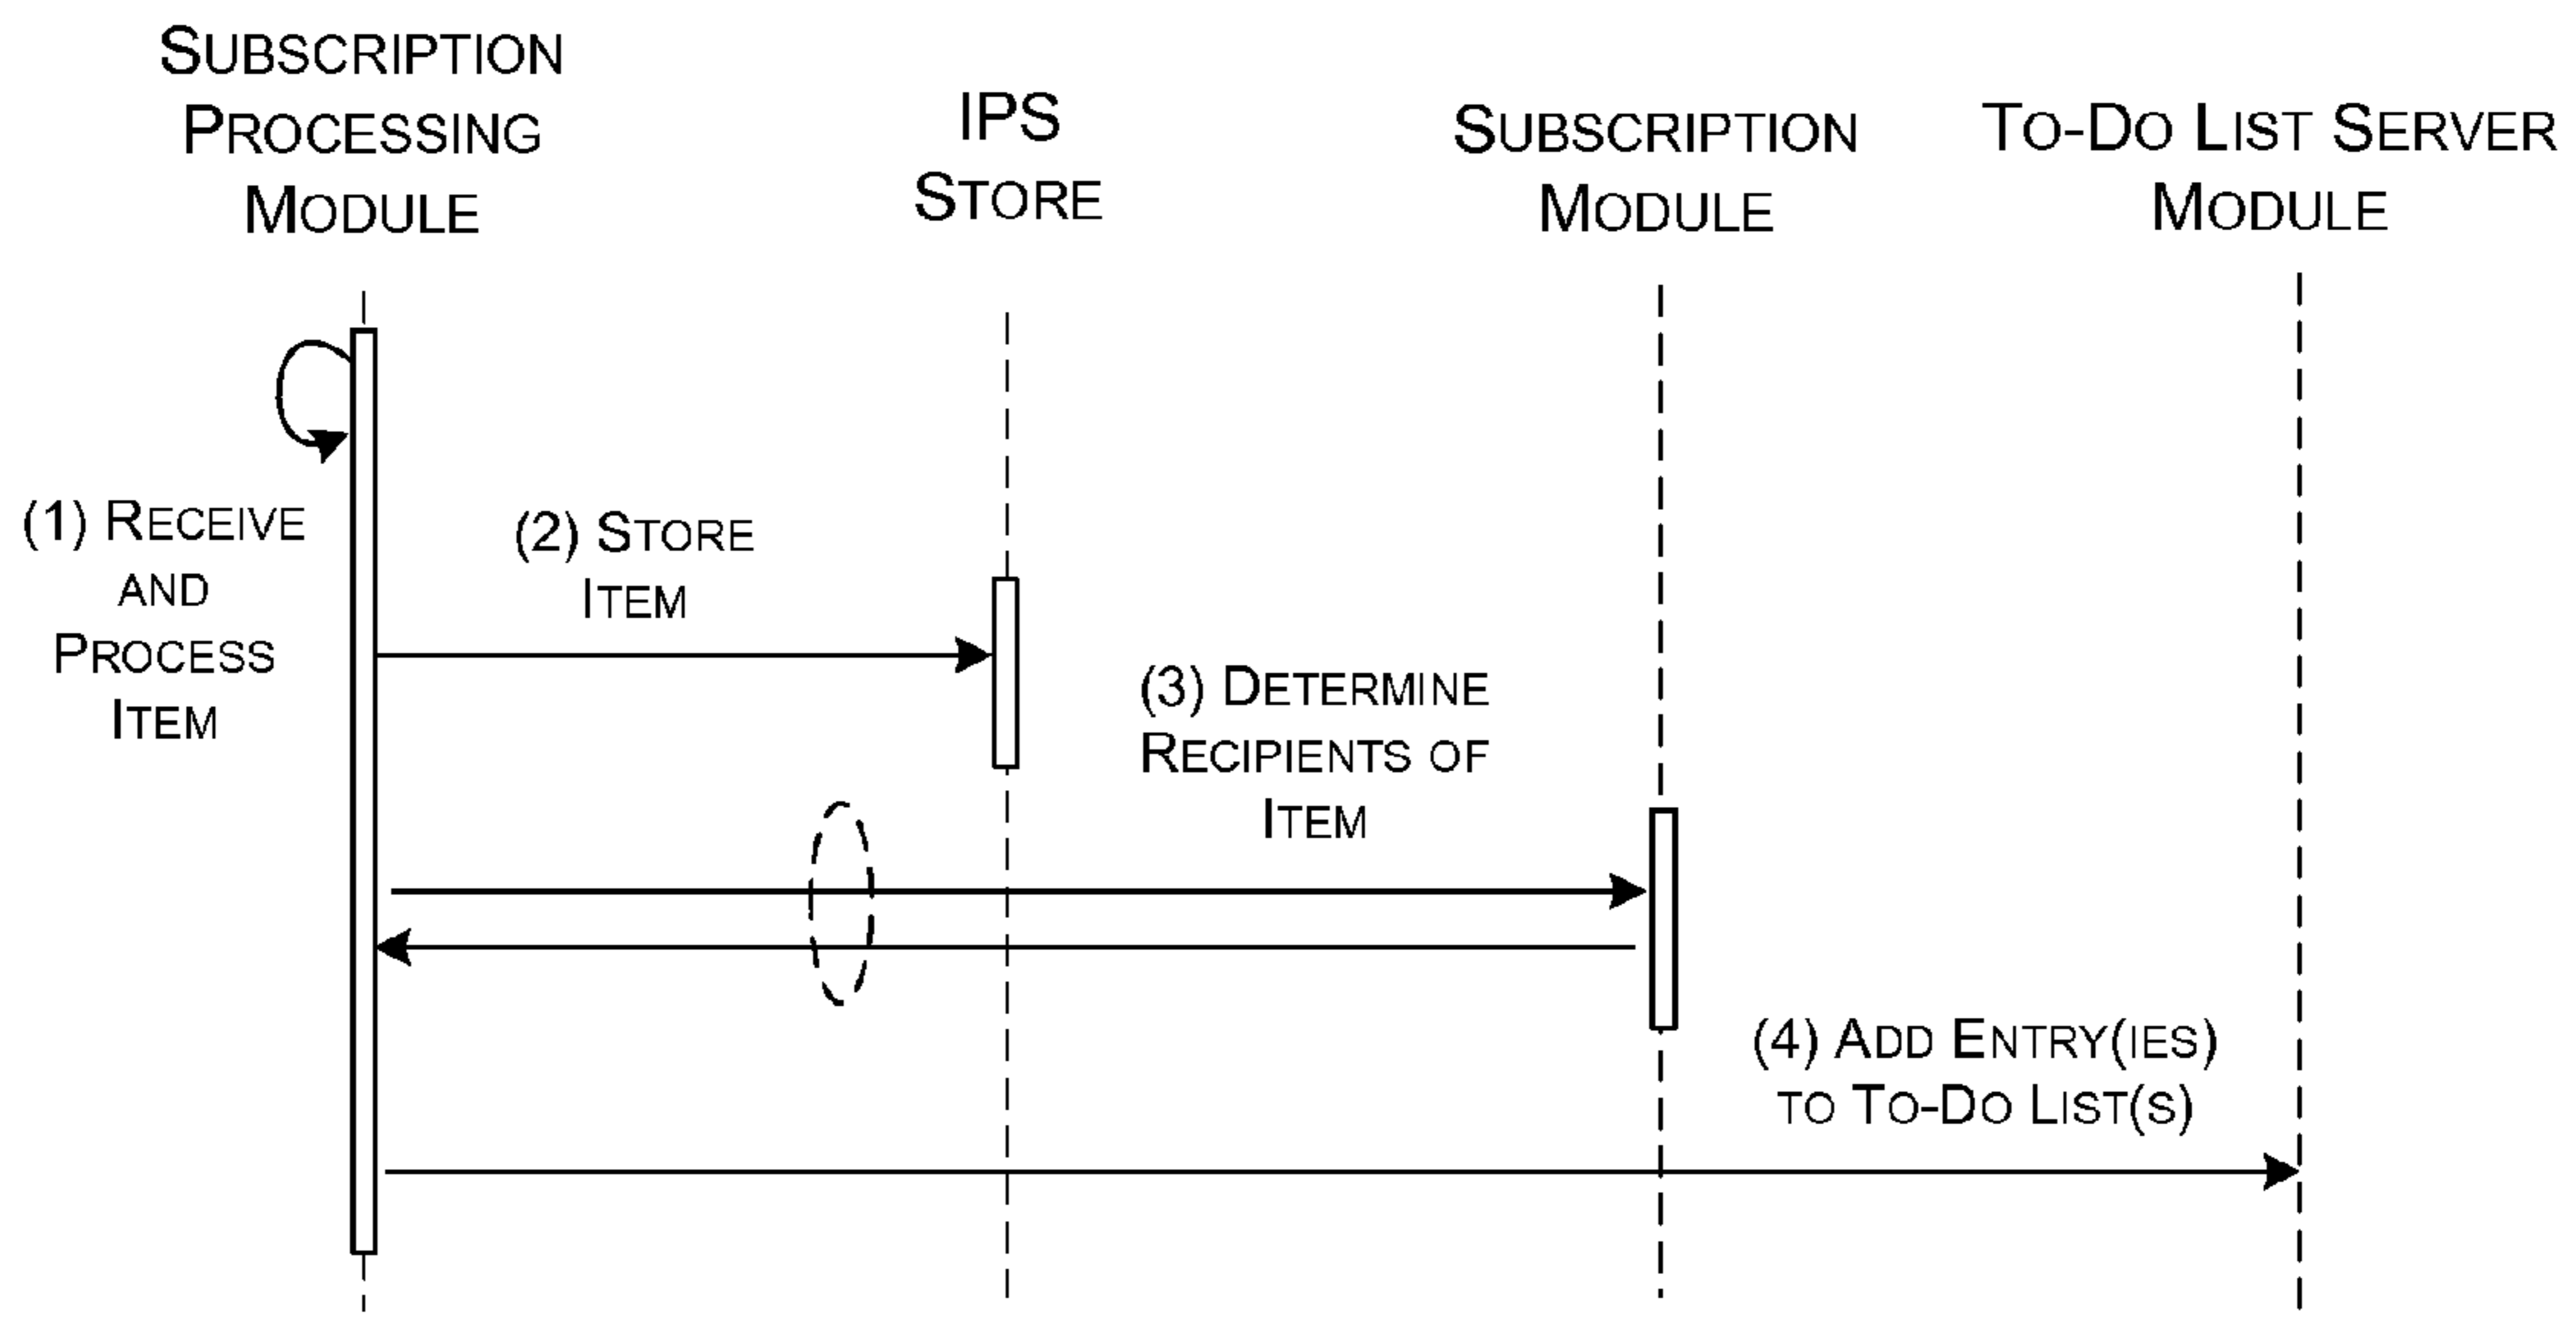 SUBSCRIPTION
PROCESSING
MODULE
IPS
STORE
SUBSCRIPTION
MODULE
TO-DO LIST SERVER
MODULE
(1) RECEIVE
AND
PROCESS
ITEM
(2) STORE
ITEM
(3) DETERMINE
RECIPIENTS OF
ITEM
(4) ADD ENTRY(IES)
TO TO-DO LIST(S)